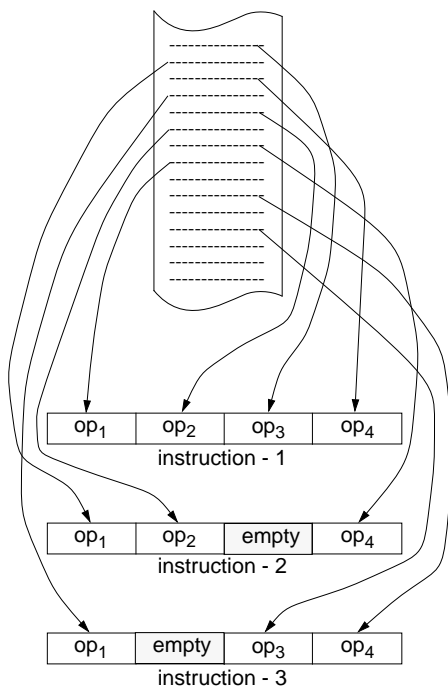 op1 op2 op3 op4
instruction - 1
op1 op2 empty op4
instruction - 2
op1 empty op3 op4
instruction - 3